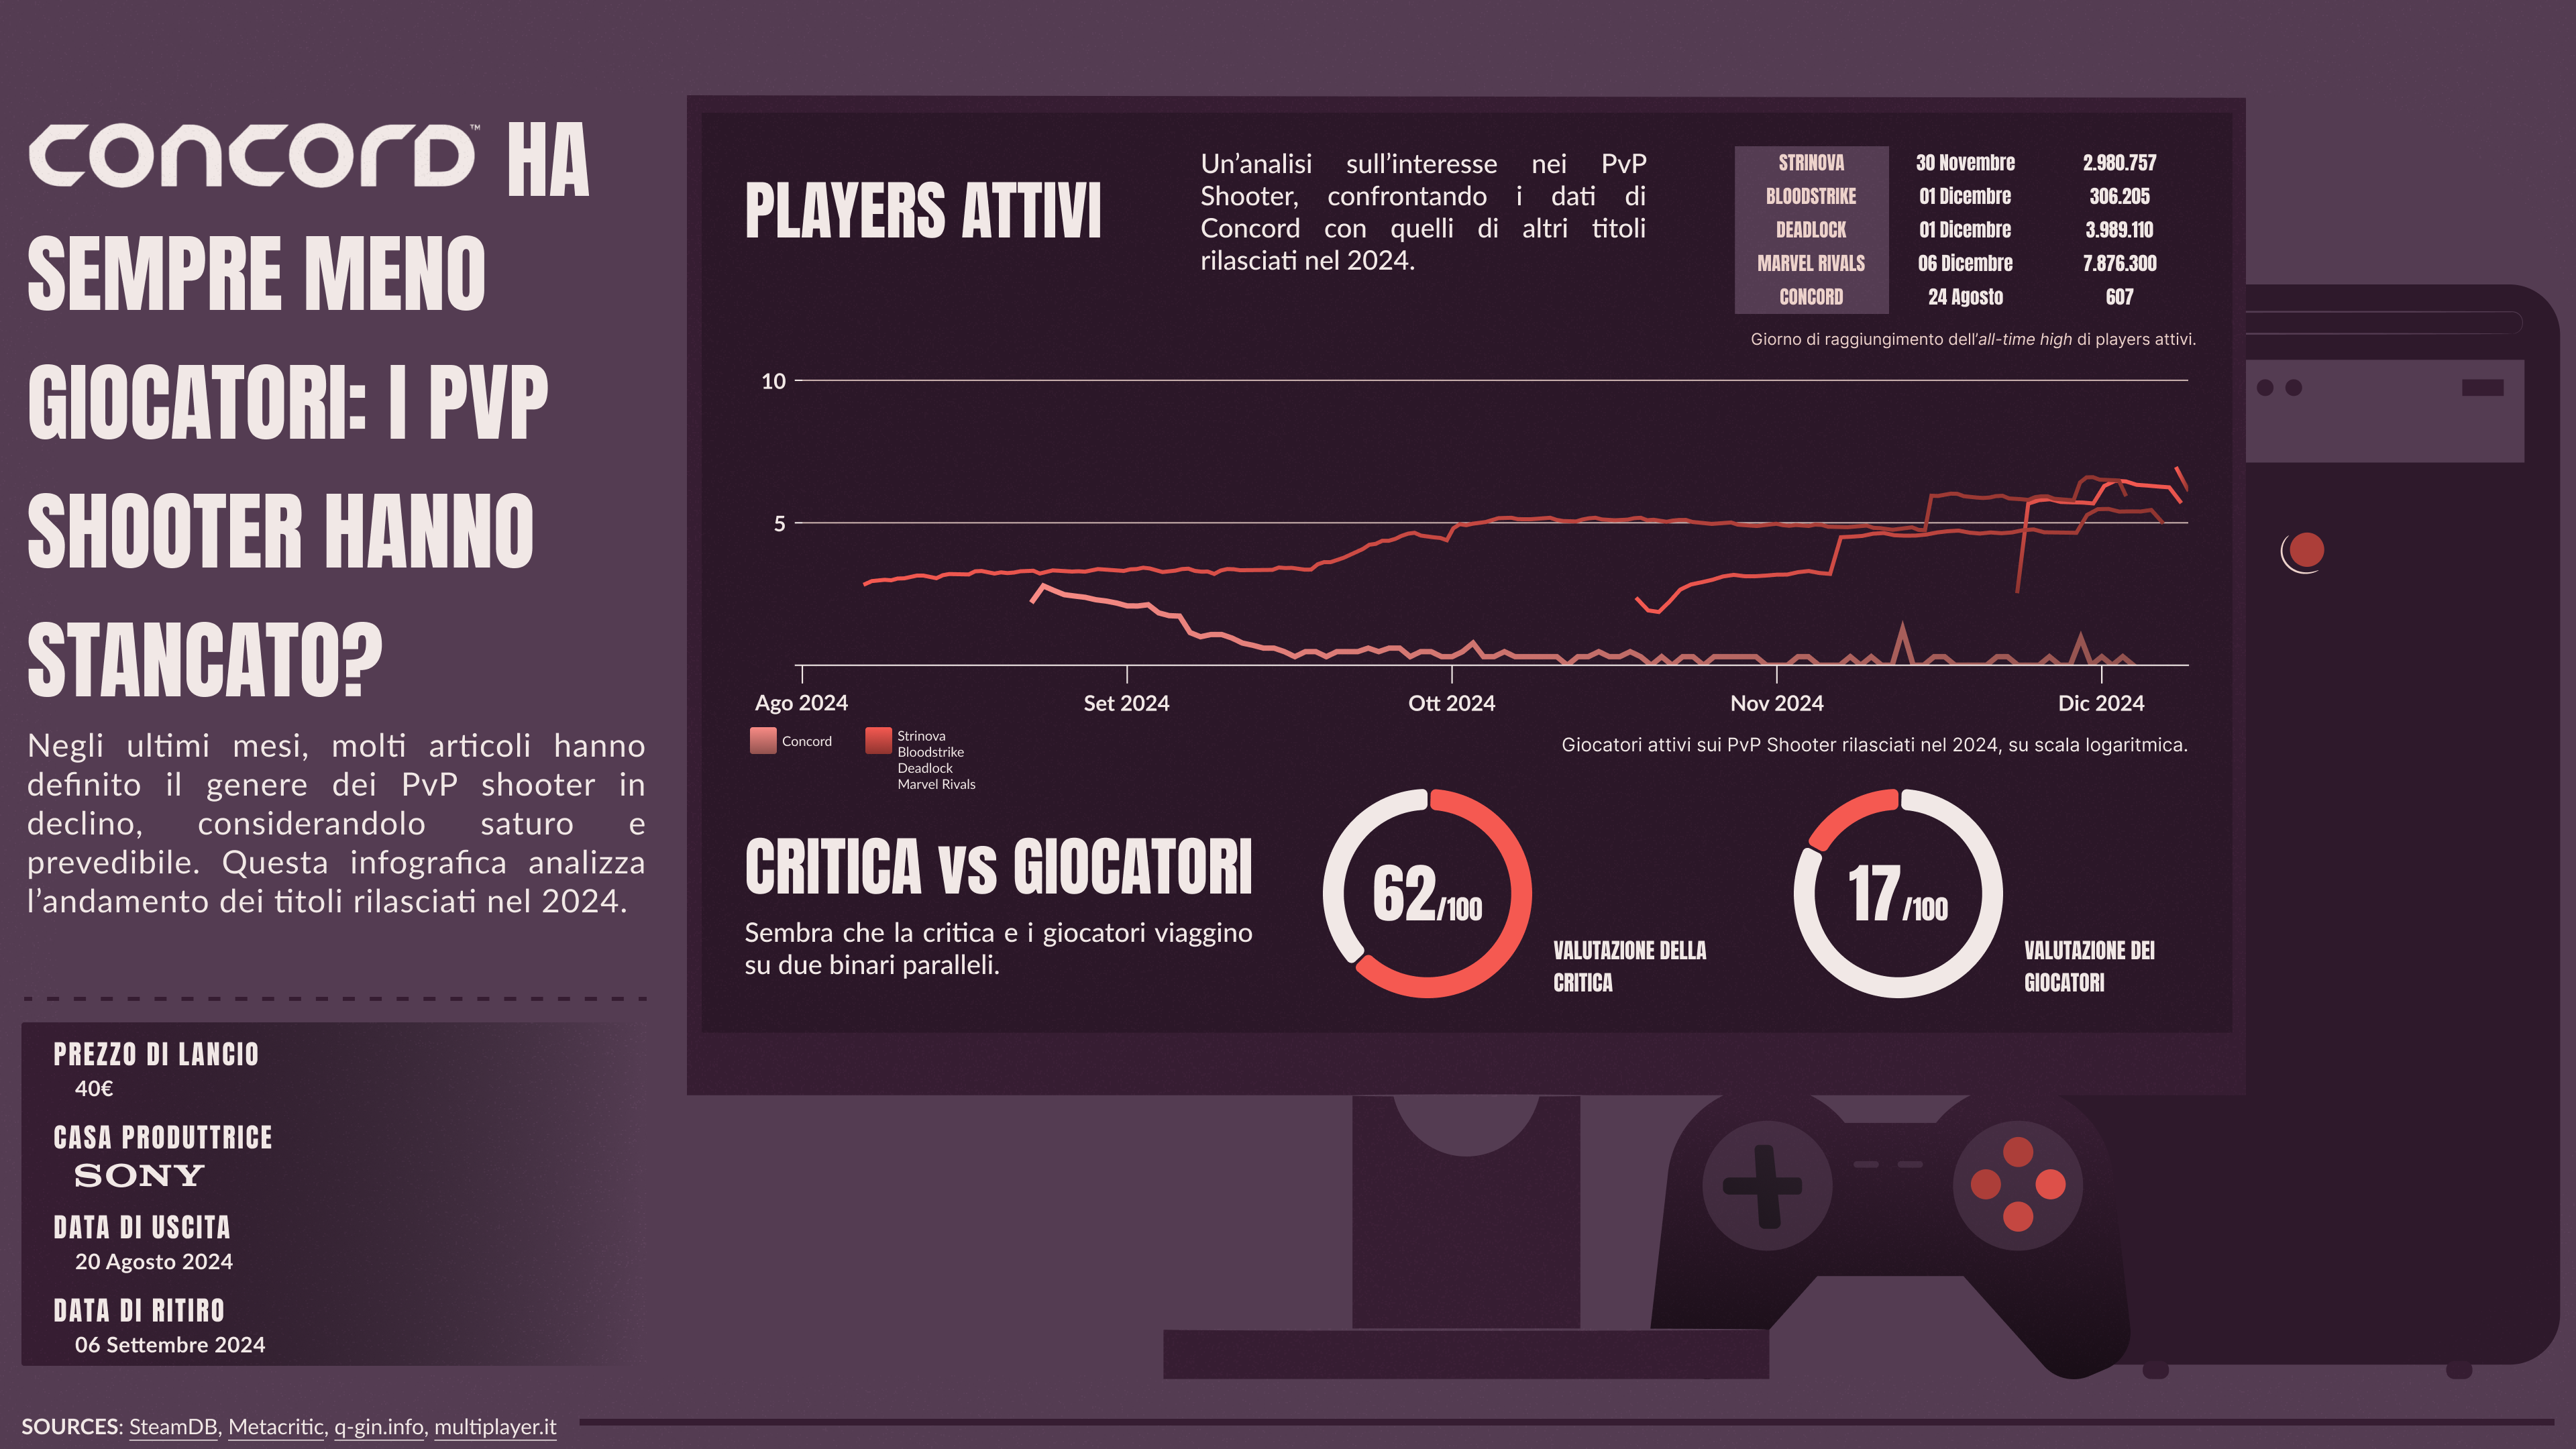 CONCORD™ HA
SEMPRE MENO
GIOCATORI: I PVP
SHOOTER HANNO
STANCATO?
Negli ultimi mesi, molti articoli hanno
definito il genere dei PvP shooter in
declino, considerandolo saturo e
prevedibile. Questa infografica analizza
l'andamento dei titoli rilasciati nel 2024.
PREZZO DI LANCIO
40€
CASA PRODUTTRICE
SONY
DATA DI USCITA
20 Agosto 2024
DATA DI RITIRO
06 Settembre 2024
PLAYERS ATTIVI
Un'analisi sull'interesse nei PvP
Shooter, confrontando i dati di
Concord con quelli di altri titoli
rilasciati nel 2024.
STRINOVA 30 Novembre 2.980.757
BLOODSTRIKE 01 Dicembre 306.205
DEADLOCK 01 Dicembre 3.989.110
MARVEL RIVALS 06 Dicembre 7.876.300
CONCORD 24 Agosto 607
Giorno di raggiungimento dell'all-time high di players attivi.
10
5
Ago 2024 Set 2024 Ott 2024 Nov 2024 Dic 2024
Concord
Strinova
Bloodstrike
Deadlock
Marvel Rivals
Giocatori attivi sui PvP Shooter rilasciati nel 2024, su scala logaritmica.
CRITICA vs GIOCATORI
Sembra che la critica e i giocatori viaggino
su due binari paralleli.
62/100
VALUTAZIONE DELLA
CRITICA
17/100
VALUTAZIONE DEI
GIOCATORI
SOURCES: SteamDB, Metacritic, q-gin.info, multiplayer.it